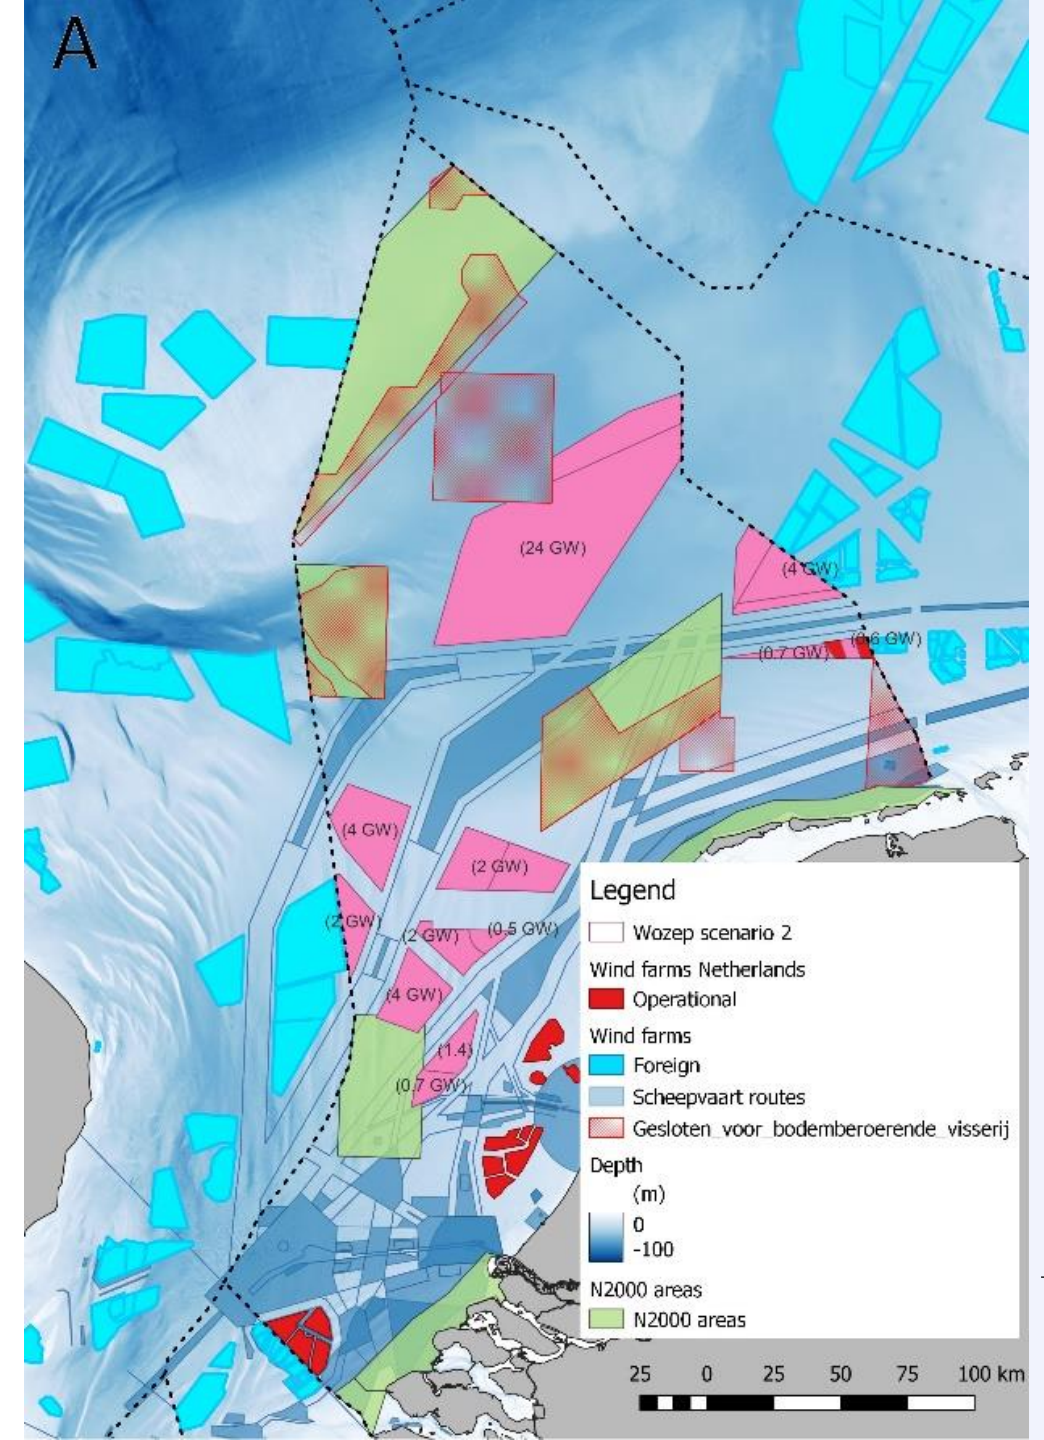 A
(24 GW)
(4 GW)
(0.6 GW)
(0.7 GW)
(4 GW)
(2 GW)
(2 GW)
(2 GW)
(0.5 GW)
(4 GW)
(1.4)
(0.7 GW)
Legend
Wozep scenario 2
Wind farms Netherlands
Operational
Wind farms
Foreign
Scheepvaart routes
Gesloten_voor_bodemberoerende_visserij
Depth
(m)
0
-100
N2000 areas
N2000 areas
25 0 25 50 75 100 km